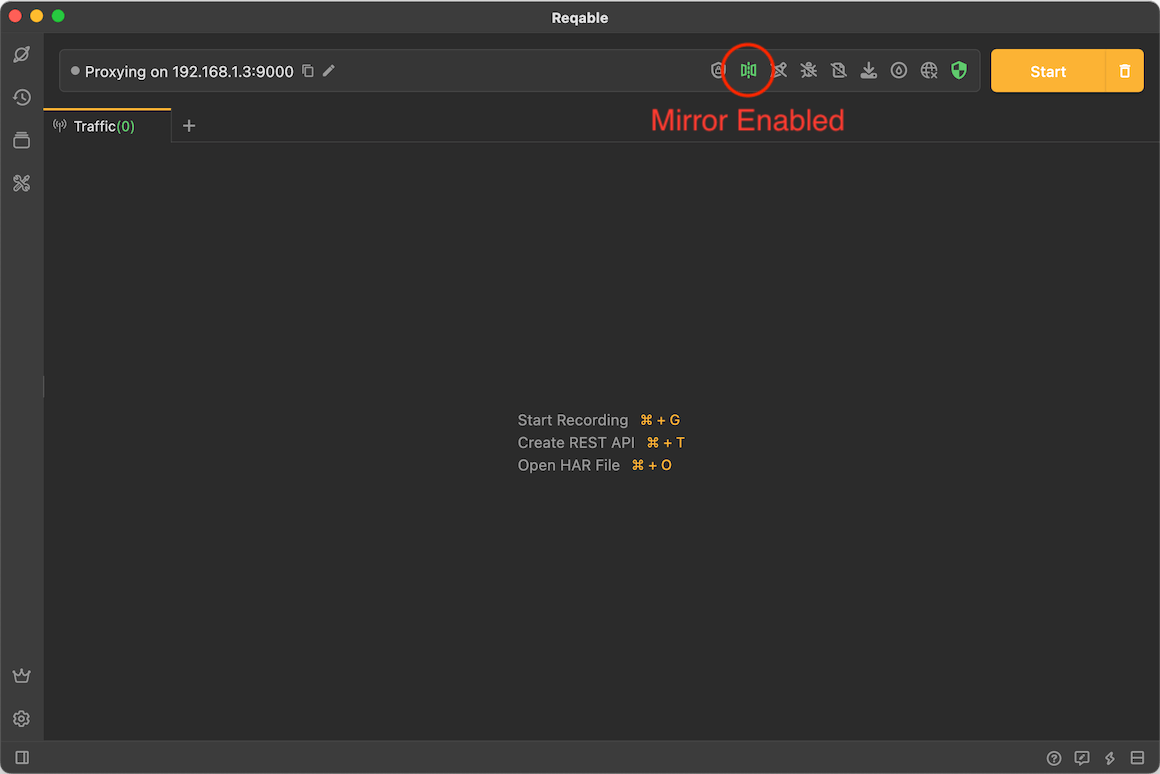 Reqable
Proxying on 192.168.1.3:9000
Start
Mirror Enabled
Traffic(0)
Start Recording ⌘ + G
Create REST API ⌘ + T
Open HAR File ⌘ + O